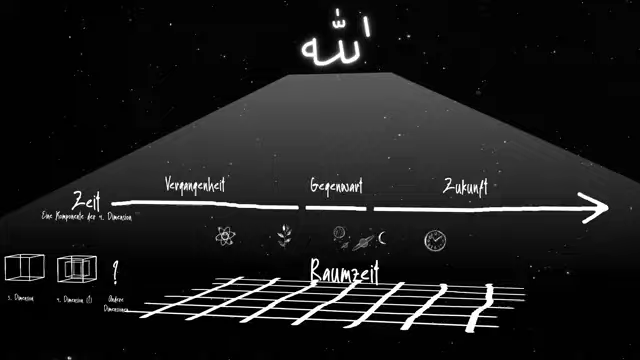 الله
Vergangenheit
Gegenwart
Zukunft
Zeit
Eine Komponente der 4. Dimension
Raumzeit
3. Dimension
4. Dimension (?)
Andere
Dimensionen